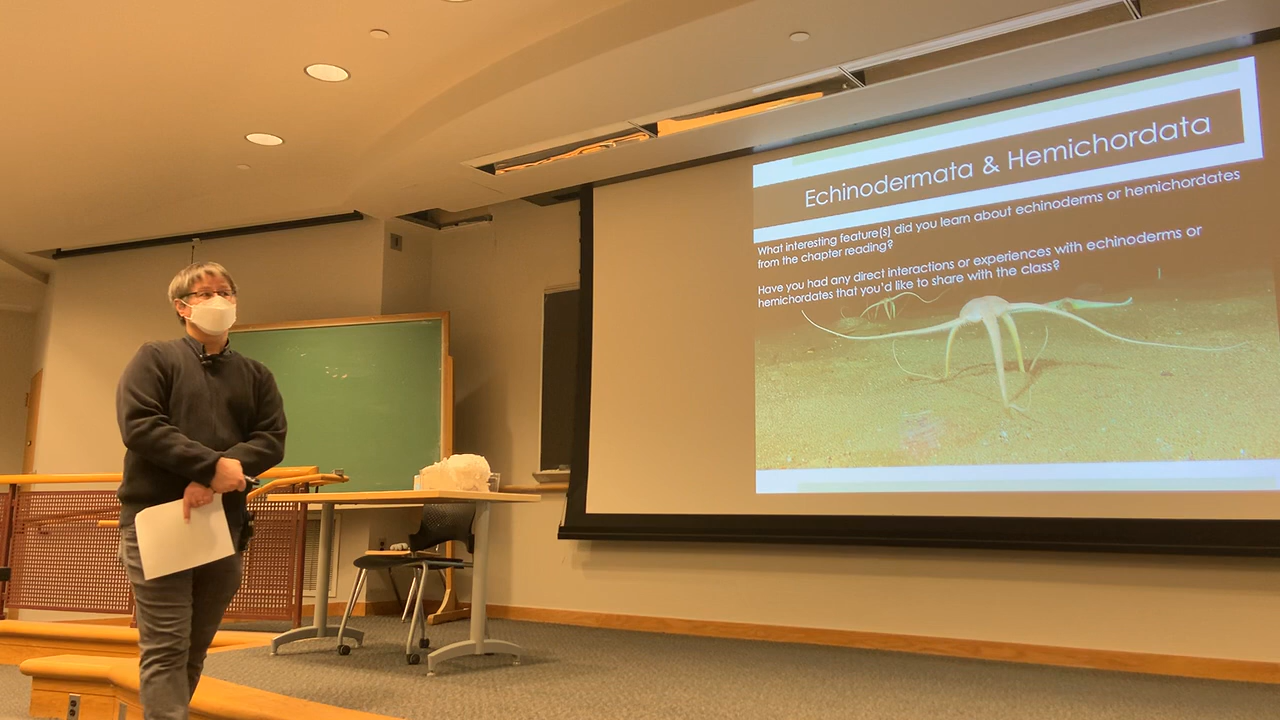 Echinodermata & Hemichordata
What interesting feature(s) did you learn about echinoderms or hemichordates
from the chapter reading?
Have you had any direct interactions or experiences with echinoderms or
hemichordates that you'd like to share with the class?